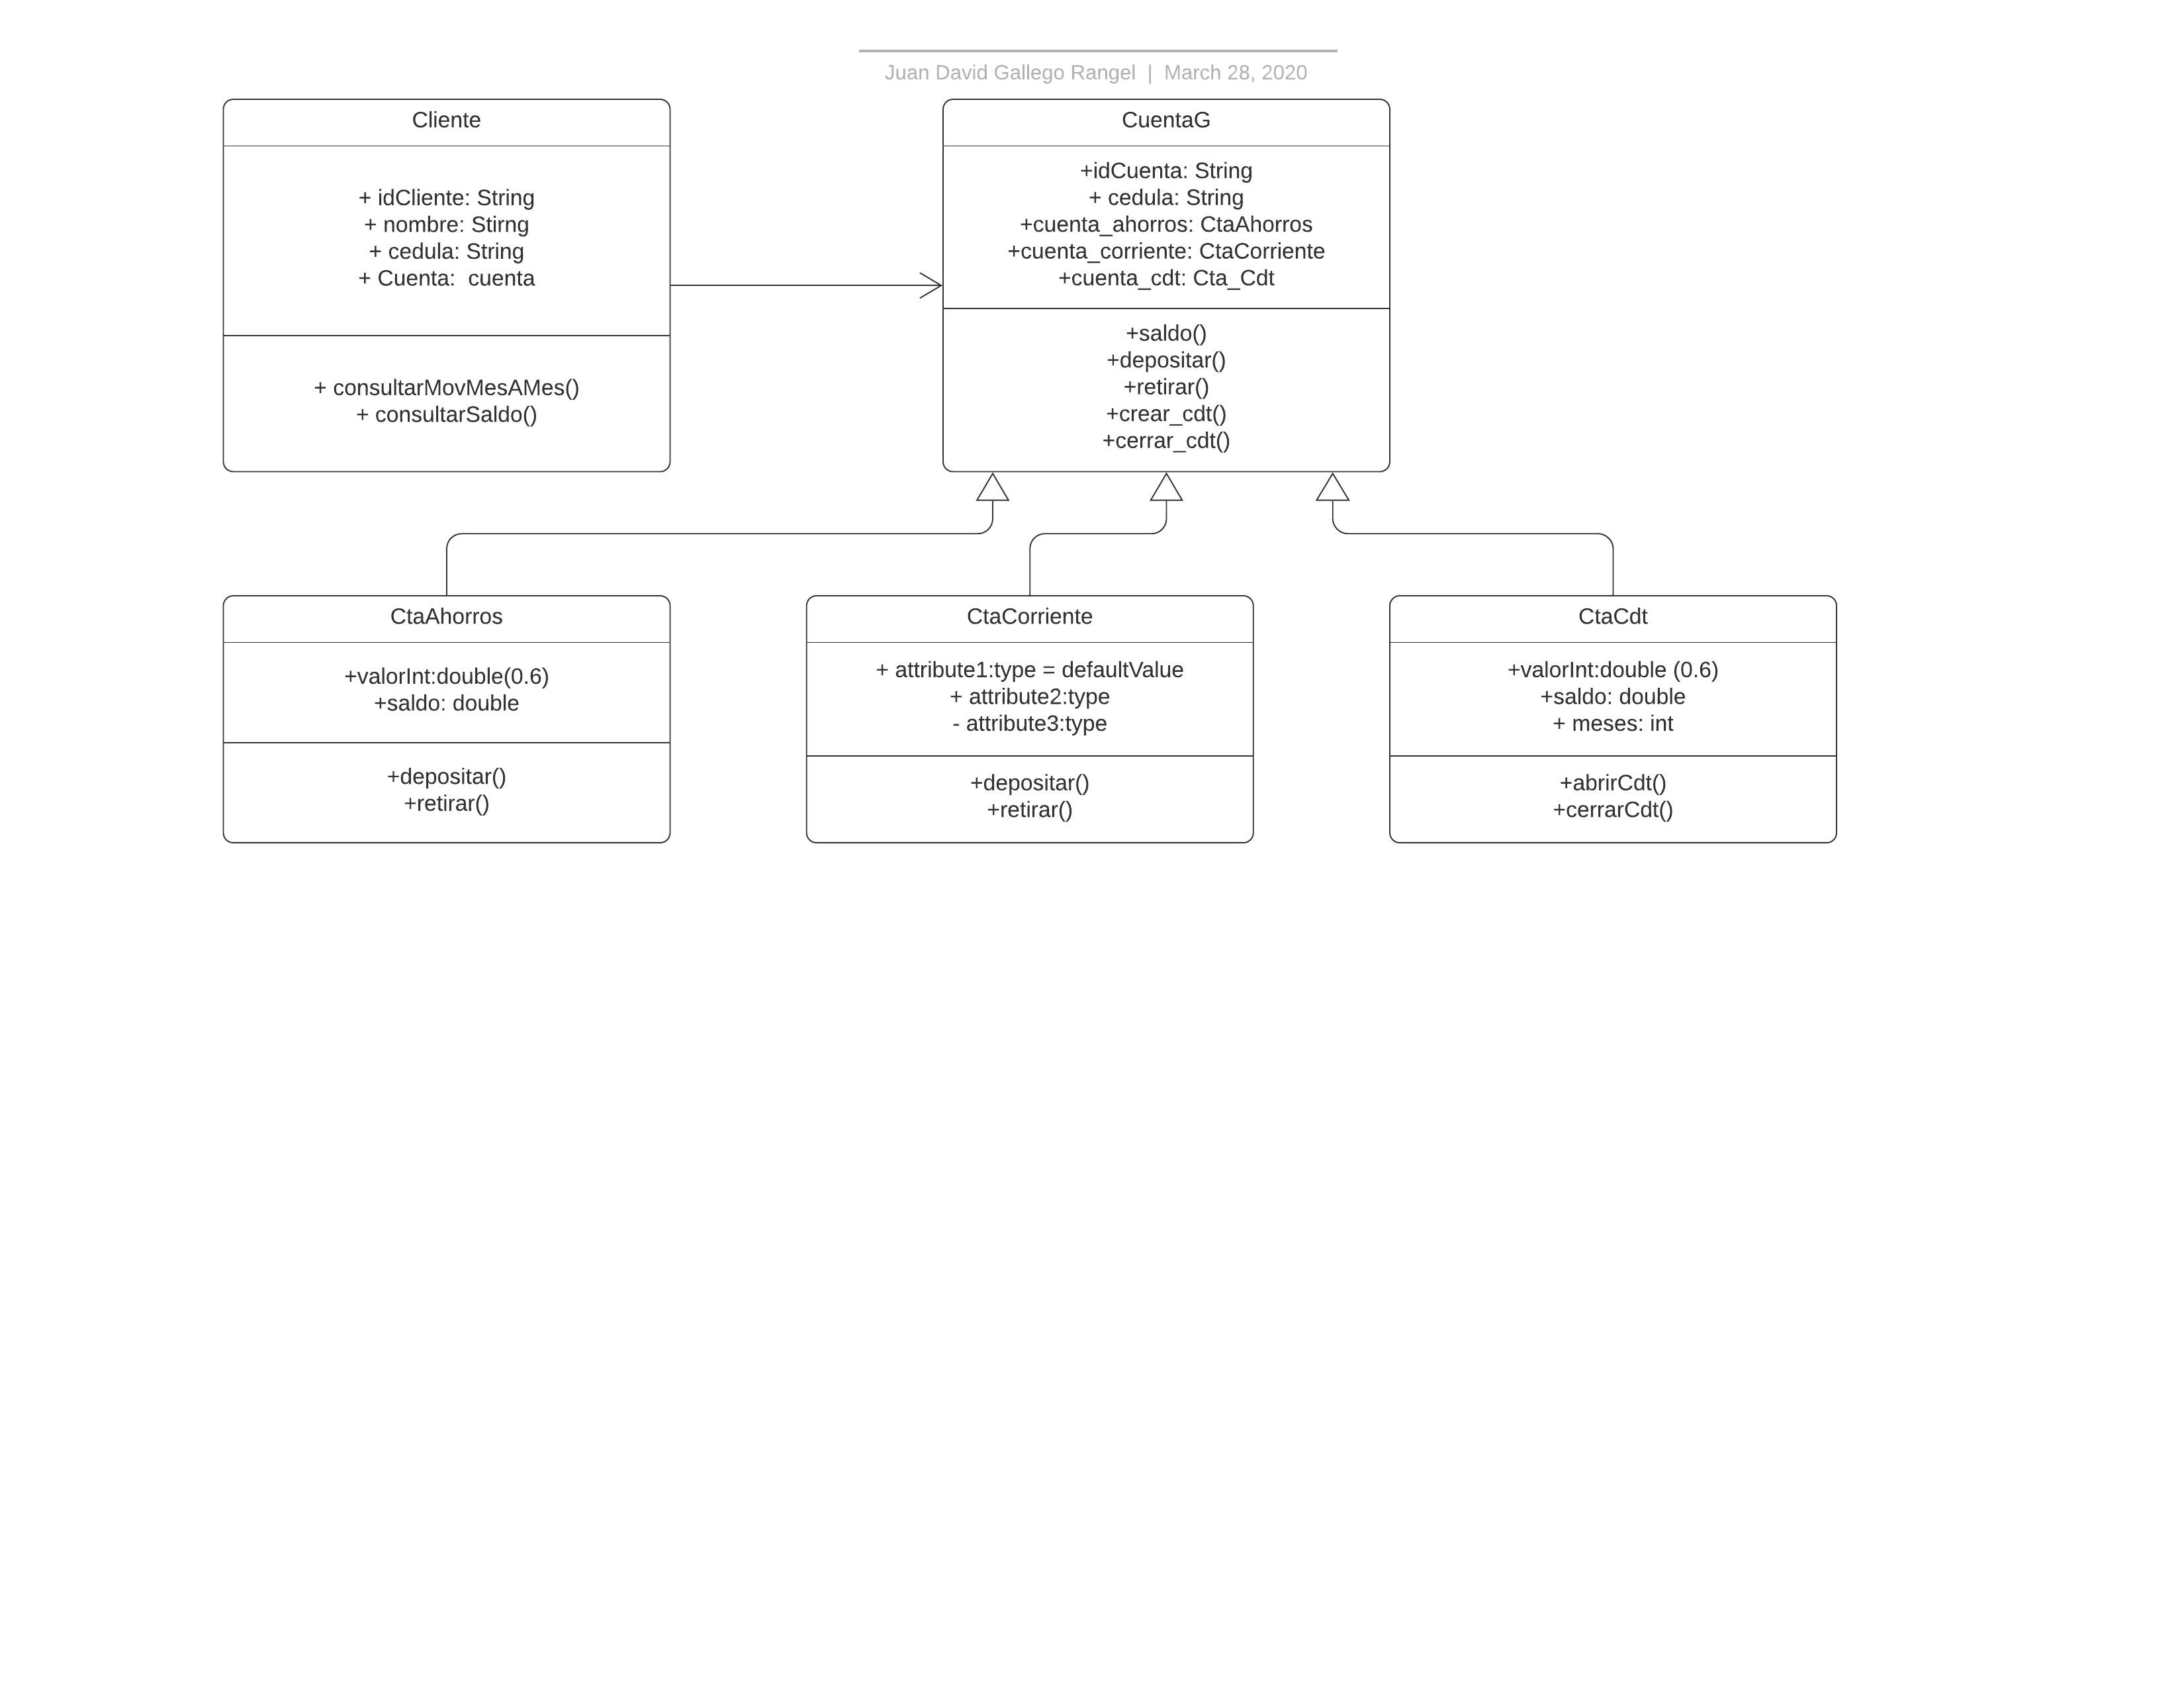 Juan David Gallego Rangel | March 28, 2020
Cliente
+ idCliente: String
+ nombre: Stirng
+ cedula: String
+ Cuenta:  cuenta
+ consultarMovMesAMes()
+ consultarSaldo()
CuentaG
+idCuenta: String
+ cedula: String
+cuenta_ahorros: CtaAhorros
+cuenta_corriente: CtaCorriente
+cuenta_cdt: Cta_Cdt
+saldo()
+depositar()
+retirar()
+crear_cdt()
+cerrar_cdt()
CtaAhorros
+valorInt:double(0.6)
+saldo: double
+depositar()
+retirar()
CtaCorriente
+ attribute1:type = defaultValue
+ attribute2:type
- attribute3:type
+depositar()
+retirar()
CtaCdt
+valorInt:double (0.6)
+saldo: double
+ meses: int
+abrirCdt()
+cerrarCdt()